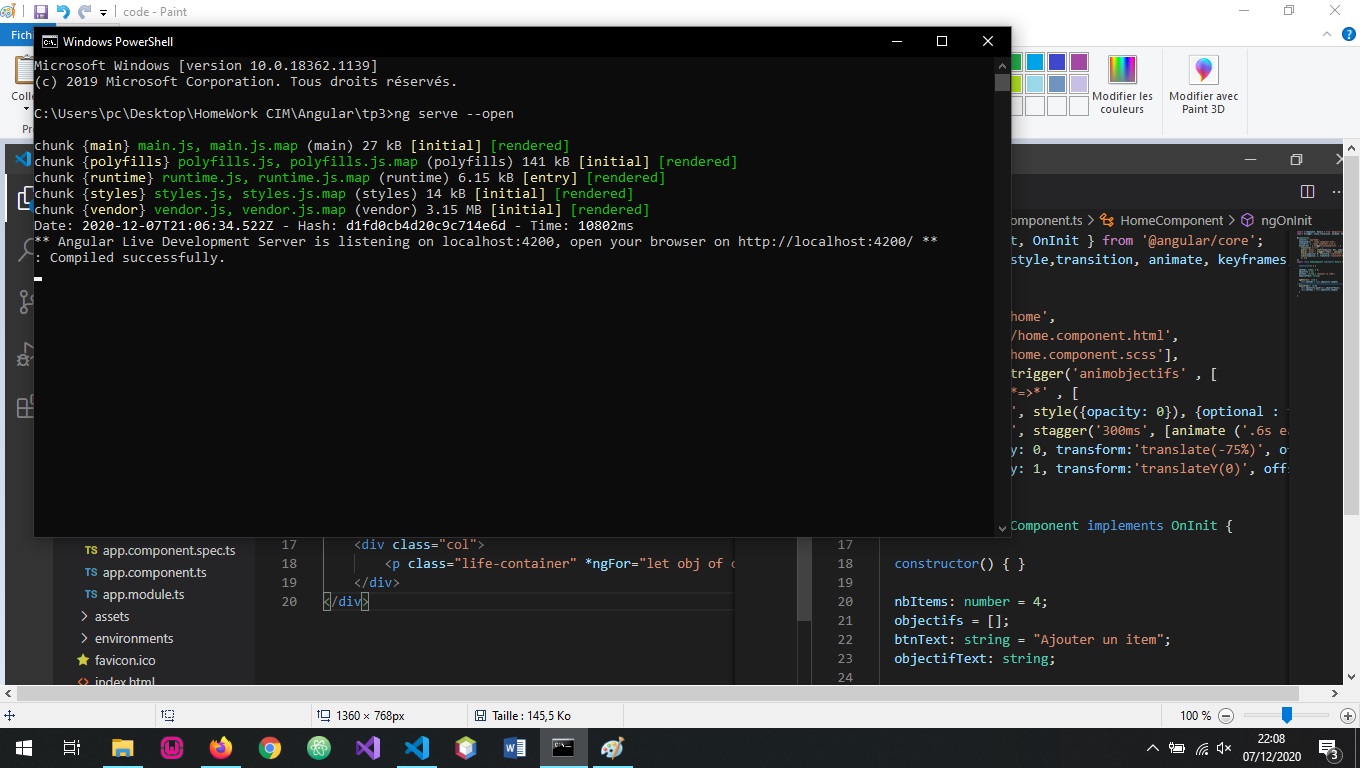 code - Paint
Fich
Windows PowerShell
Microsoft Windows [version 10.0.18362.1139]
(c) 2019 Microsoft Corporation. Tous droits réservés.
C:\Users\pc\Desktop\HomeWork CIM\Angular\tp3>ng serve --open
chunk {main} main.js, main.js.map (main) 27 kB [initial] [rendered]
chunk {polyfills} polyfills.js, polyfills.js.map (polyfills) 141 kB [initial] [rendered]
chunk {runtime} runtime.js, runtime.js.map (runtime) 6.15 kB [entry] [rendered]
chunk {styles} styles.js, styles.js.map (styles) 14 kB [initial] [rendered]
chunk {vendor} vendor.js, vendor.js.map (vendor) 3.15 MB [initial] [rendered]
Date: 2020-12-07T21:06:34.522Z - Hash: d1fd0cb4d20c9c714e6d - Time: 10802ms
** Angular Live Development Server is listening on localhost:4200, open your browser on http://localhost:4200/ **
: Compiled successfully.
Coll
Pr
Modifier les
couleurs
Modifier avec
Paint 3D
omponent.ts > HomeComponent > ngOnInit
t, OnInit } from '@angular/core';
style,transition, animate, keyframes
home',
/home.component.html',
home.component.scss'],
trigger('animobjectifs' , [
*=>*' , [
', style({opacity: 0}), {optional :
', stagger('300ms', [animate ('.6s ea
y: 0, transform:'translate(-75%)', o
y: 1, transform:'translateY(0)', off
Component implements OnInit {
TS app.component.spec.ts
TS app.component.ts
TS app.module.ts
> assets
> environments
favicon.ico
<> index.html
17 <div class="col">
18 <p class="life-container" *ngFor="let obj of o
19 </div>
20 </div>
17
18 constructor() { }
19
20 nbItems: number = 4;
21 objectifs = [];
22 btnText: string = "Ajouter un item";
23 objectifText: string;
24
1360 × 768px
Taille : 145,5 Ko
100 %
22:08
07/12/2020
3